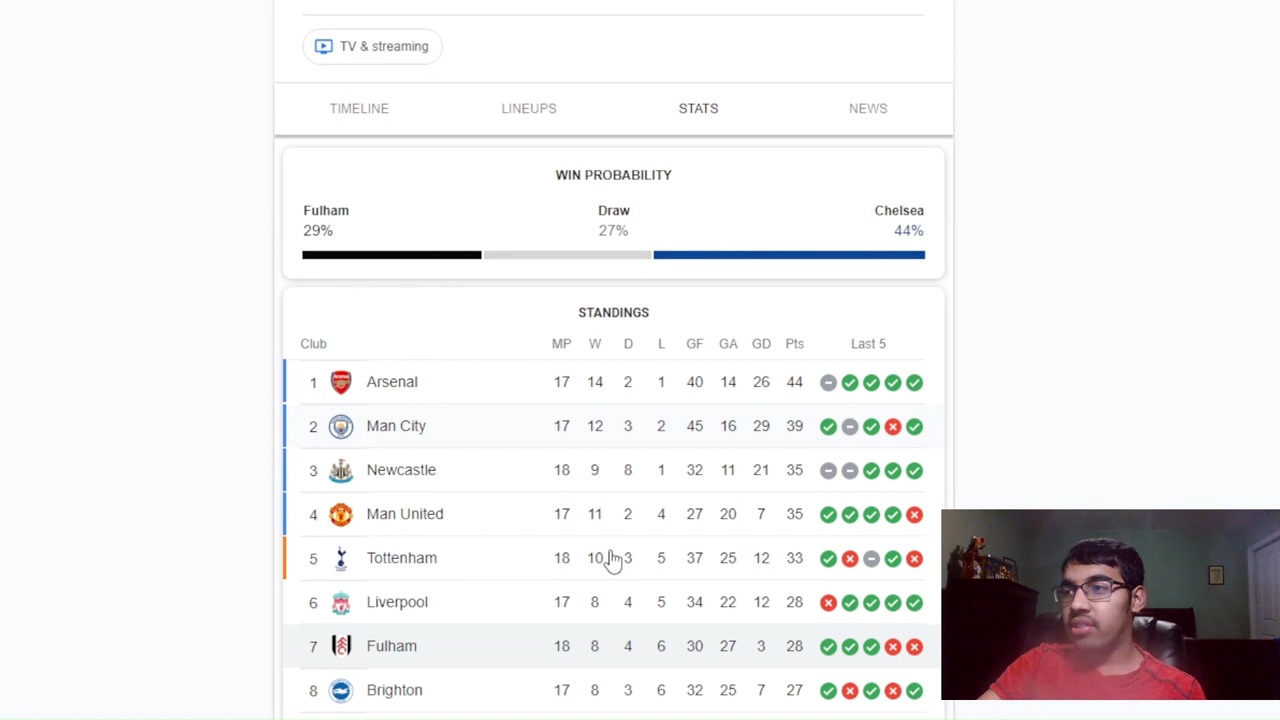 TV & streaming
TIMELINE LINEUPS STATS NEWS
WIN PROBABILITY
Fulham Draw Chelsea
29% 27% 44%
STANDINGS
Club MP W D L GF GA GD Pts Last 5
1 Arsenal 17 14 2 1 40 14 26 44
2 Man City 17 12 3 2 45 16 29 39
3 Newcastle 18 9 8 1 32 11 21 35
4 Man United 17 11 2 4 27 20 7 35
5 Tottenham 18 10 3 5 37 25 12 33
6 Liverpool 17 8 4 5 34 22 12 28
7 Fulham 18 8 4 6 30 27 3 28
8 Brighton 17 8 3 6 32 25 7 27